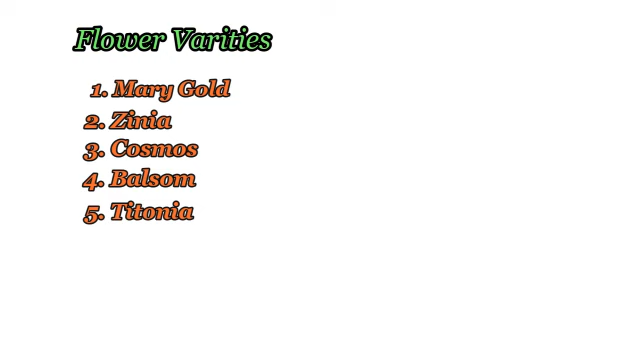 Flower Varities
1. Mary Gold
2. Zinia
3. Cosmos
4. Balsom
5. Titonia